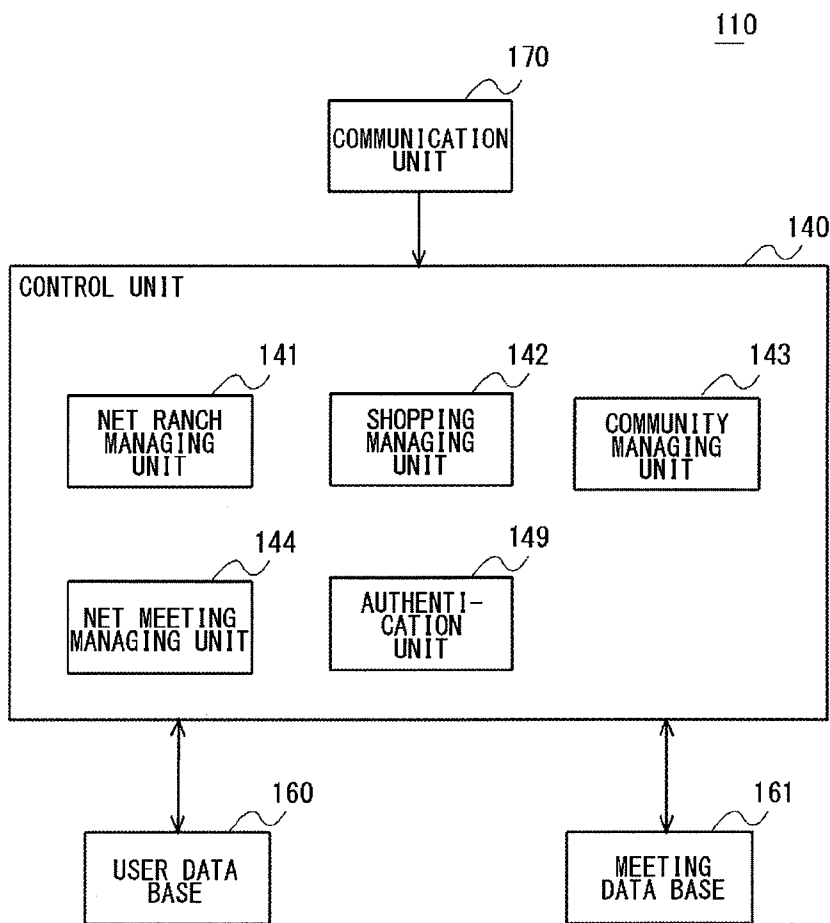 110
170
COMMUNICATION
UNIT
140
CONTROL UNIT
141
142
143
NET RANCH
MANAGING
UNIT
SHOPPING
MANAGING
UNIT
COMMUNITY
MANAGING
UNIT
144
149
NET MEETING
MANAGING UNIT
AUTHENTI-
CATION
UNIT
160
161
USER DATA
BASE
MEETING
DATA BASE